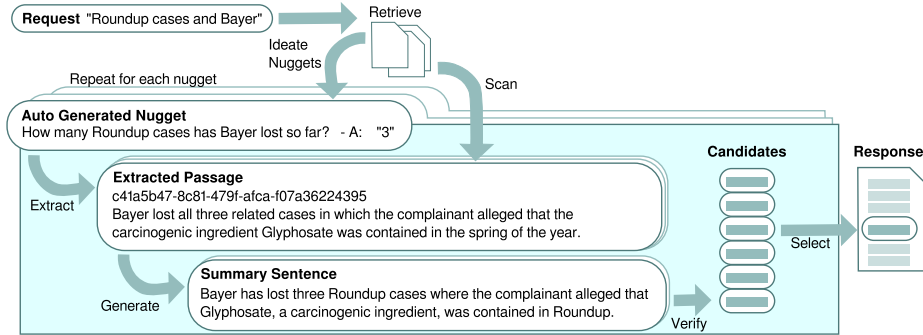 Request "Roundup cases and Bayer"
Retrieve
Ideate
Nuggets
Scan
Repeat for each nugget
Auto Generated Nugget
How many Roundup cases has Bayer lost so far? - A: "3"
Candidates
Response
Extracted Passage
c41a5b47-8c81-479f-afca-f07a36224395
Bayer lost all three related cases in which the complainant alleged that the
carcinogenic ingredient Glyphosate was contained in the spring of the year.
Extract
Select
Summary Sentence
Bayer has lost three Roundup cases where the complainant alleged that
Glyphosate, a carcinogenic ingredient, was contained in Roundup.
Generate
Verify